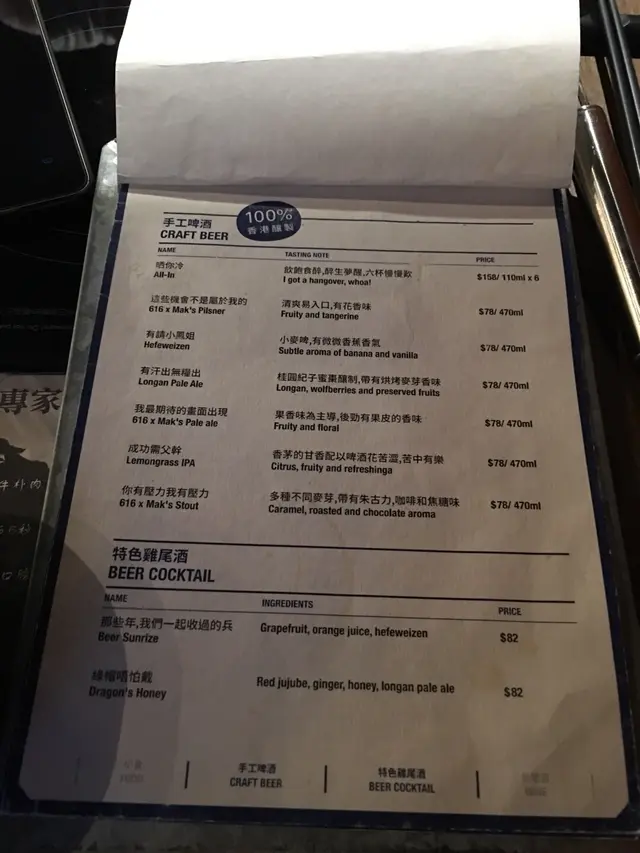 100%
香港釀製
手工啤酒
CRAFT BEER
NAME TASTING NOTE PRICE
晒你冷 飲飽食醉,醉生夢醒,六杯慢慢歎
All-In I got a hangover, whoa! $158/ 110ml x 6
這些機會不是屬於我的 清爽易入口,有花香味
616 x Mak's Pilsner Fruity and tangerine $78/ 470ml
有請小鳳姐 小麥啤,有微微香蕉香氣
Hefeweizen Subtle aroma of banana and vanilla $78/ 470ml
有汗出無糧出 桂圓紀子蜜棗釀制,帶有烘烤麥芽香味
Longan Pale Ale Longan, wolfberries and preserved fruits $78/ 470ml
我最期待的畫面出現 果香味為主導,後勁有果皮的香味
616 x Mak's Pale ale Fruity and floral $78/ 470ml
成功需父幹 香茅的甘香配以啤酒花苦澀,苦中有樂
Lemongrass IPA Citrus, fruity and refreshinga $78/ 470ml
你有壓力我有壓力 多種不同麥芽,帶有朱古力,咖啡和焦糖味
616 x Mak's Stout Caramel, roasted and chocolate aroma $78/ 470ml
特色雞尾酒
BEER COCKTAIL
NAME INGREDIENTS PRICE
那些年,我們一起收過的兵
Beer Sunrize Grapefruit, orange juice, hefeweizen $82
綠帽唔怕戴
Dragon's Honey Red jujube, ginger, honey, longan pale ale $82
手工啤酒 特色雞尾酒
CRAFT BEER BEER COCKTAIL
專家
牛扒肉